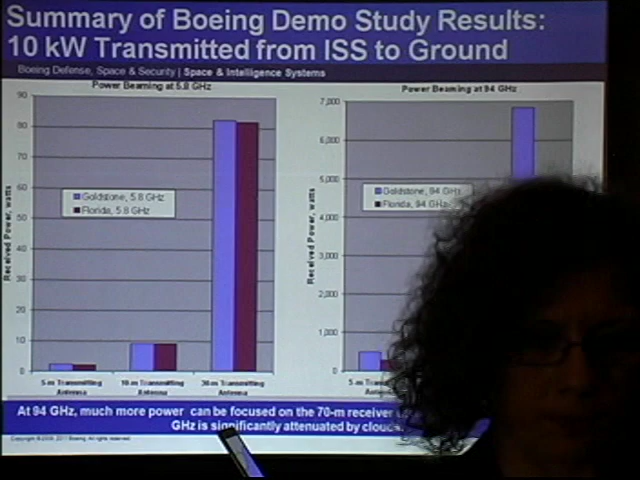 Summary of Boeing Demo Study Results:
10 kW Transmitted from ISS to Ground
Boeing Defense, Space & Security | Space & Intelligence Systems
Power Beaming at 5.8 GHz
90
80
70
60
50
40
30
20
10
0
Received Power, watts
Goldstone, 5.8 GHz
Florida, 5.8 GHz
5-m Transmitting
Antenna
10-m Transmitting
Antenna
30-m Transmitting
Antenna
Power Beaming at 94 GHz
7,000
6,000
5,000
4,000
3,000
2,000
1,000
0
Received Power, watts
Goldstone, 94 GHz
Florida, 94 GHz
5-m
At 94 GHz, much more power can be focused on the 70-m receiver
GHz is significantly attenuated by